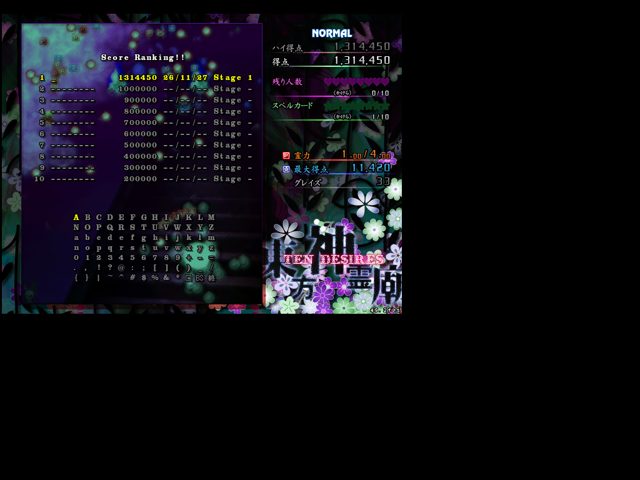 Score Ranking!!
1 _------- 1314450 26/11/27 Stage 1
2 -------- 1000000 --/--/-- Stage -
3 -------- 900000 --/--/-- Stage -
4 -------- 800000 --/--/-- Stage -
5 -------- 700000 --/--/-- Stage -
6 -------- 600000 --/--/-- Stage -
7 -------- 500000 --/--/-- Stage -
8 -------- 400000 --/--/-- Stage -
9 -------- 300000 --/--/-- Stage -
10 -------- 200000 --/--/-- Stage -
A B C D E F G H I J K L M
N O P Q R S T U V W X Y Z
a b c d e f g h i j k l m
n o p q r s t u v w x y z
0 1 2 3 4 5 6 7 8 9 + - ~
. , ! ? @ : ; [ ] ( )
{ } | ~ ^ # $ % & * BS 終
NORMAL
ハイ得点 1,314,450
得点 1,314,450
残り人数
0/10
スペルカード
1/10
霊力 1.00/4.00
最大得点 11,420
グレイズ 33
東方神霊廟
TEN DESIRES